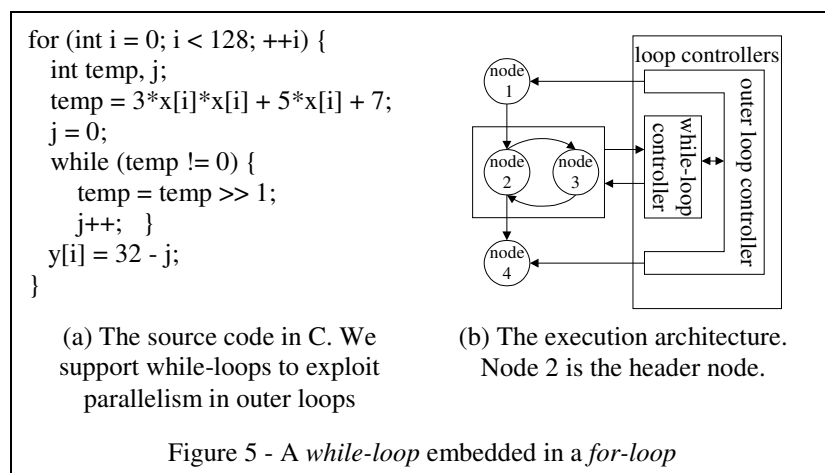 for (int i = 0; i < 128; ++i) {
int temp, j;
temp = 3*x[i]*x[i] + 5*x[i] + 7;
j = 0;
while (temp != 0) {
temp = temp >> 1;
j++; }
y[i] = 32 - j;
}
(a) The source code in C. We
support while-loops to exploit
parallelism in outer loops
loop controllers
node
1
node
2
node
3
node
4
while-loop
controller
outer loop controller
(b) The execution architecture.
Node 2 is the header node.
Figure 5 - A while-loop embedded in a for-loop